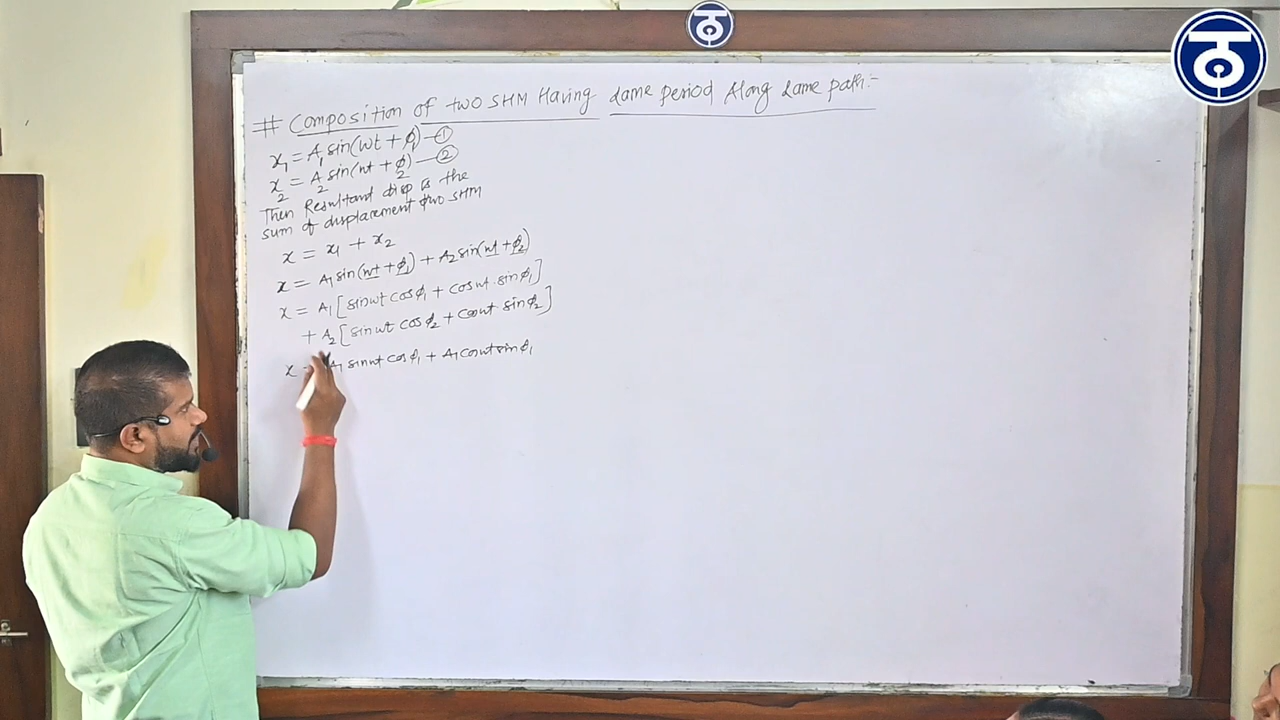 # Composition of two SHM Having same period Along same path:-
x₁ = A₁ sin(wt + φ₁) — ①
x₂ = A₂ sin(wt + φ₂) — ②
Then Resultant disp is the
sum of displacement two SHM
x = x₁ + x₂
x = A₁ sin(wt + φ₁) + A₂ sin(wt + φ₂)
x = A₁ [sinwt cosφ₁ + coswt. sinφ₁]
+ A₂ [sinwt cosφ₂ + coswt sinφ₂]
x = A₁ sinwt cosφ₁ + A₁ coswt sinφ₁